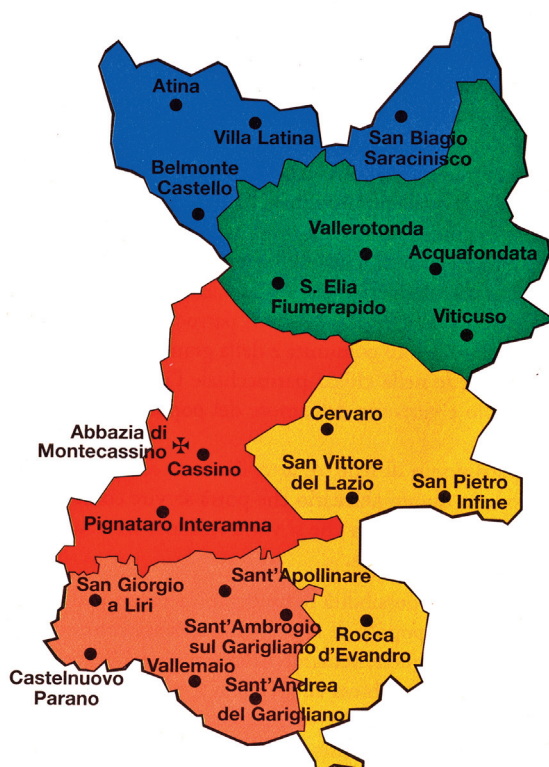 Atina
Villa Latina
San Biagio
Saracinisco
Belmonte
Castello
Vallerotonda
Acquafondata
S. Elia
Fiumerapido
Viticuso
Cervaro
Abbazia di
Montecassino
Cassino
San Vittore
del Lazio
San Pietro
Infine
Pignataro Interamna
San Giorgio
a Liri
Sant'Apollinare
Sant'Ambrogio
sul Garigliano
Rocca
d'Evandro
Castelnuovo
Parano
Vallemaio
Sant'Andrea
del Garigliano